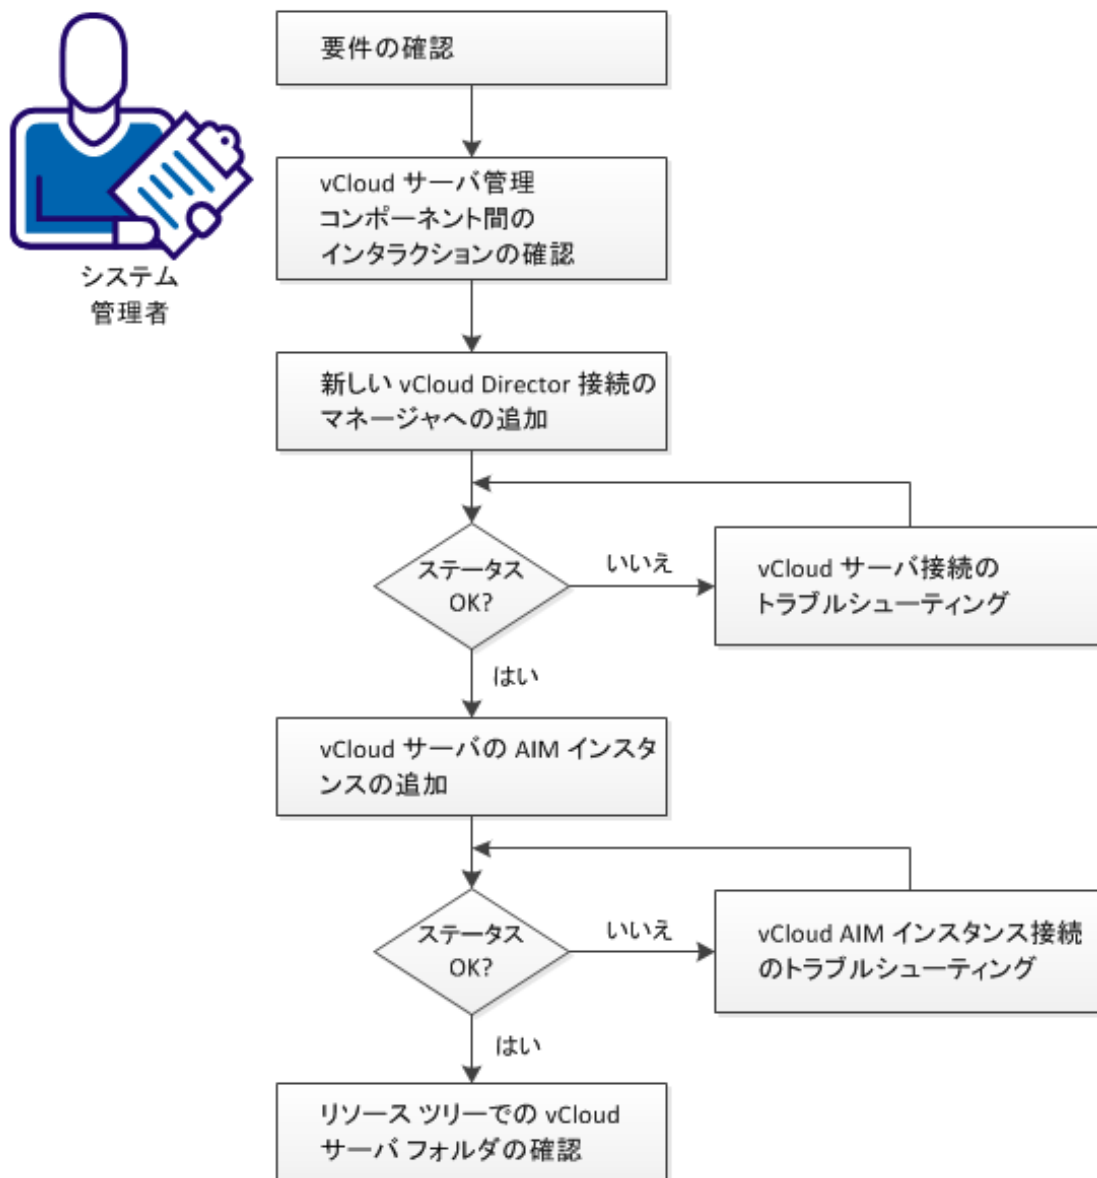 要件の確認
システム
管理者
vCloud サーバ管理
コンポーネント間の
インタラクションの確認
新しい vCloud Director 接続の
マネージャへの追加
ステータス
OK?
いいえ
vCloud サーバ接続の
トラブルシューティング
はい
vCloud サーバの AIM インスタ
ンスの追加
ステータス
OK?
いいえ
vCloud AIM インスタンス接続
のトラブルシューティング
はい
リソース ツリーでの vCloud
サーバ フォルダの確認